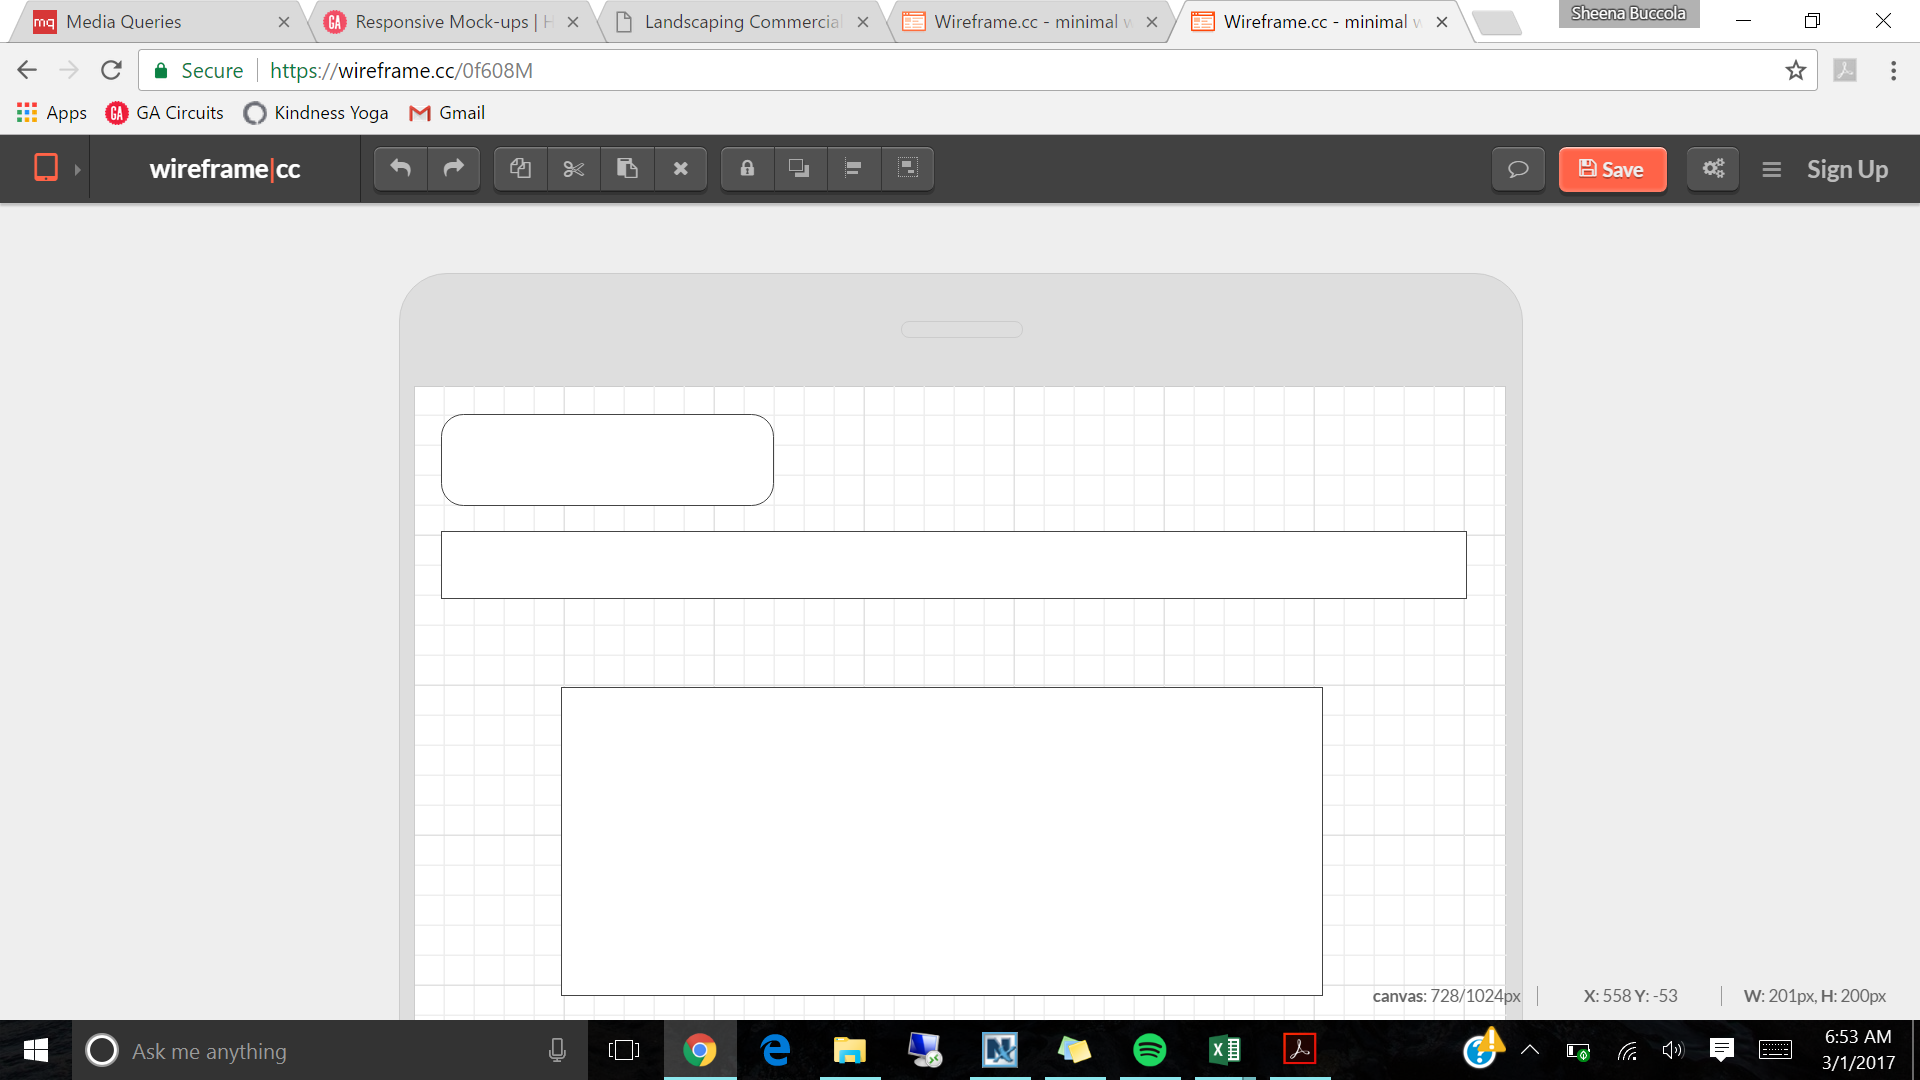 Media Queries
Responsive Mock-ups | H
Landscaping Commercial
Wireframe.cc - minimal w
Wireframe.cc - minimal w
Sheena Buccola
Secure
https://wireframe.cc/0f608M
Apps
GA Circuits
Kindness Yoga
Gmail
wireframe|cc
Save
Sign Up
canvas: 728/1024px
X: 558 Y: -53
W: 201px, H: 200px
Ask me anything
6:53 AM
3/1/2017